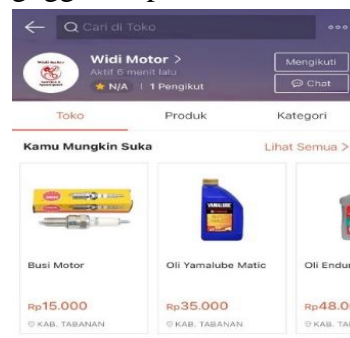 Cari di Toko
Widi Motor >
Aktif 6 menit lalu
N/A | 1 Pengikut
Mengikuti
Chat
Toko Produk Kategori
Kamu Mungkin Suka Lihat Semua >
YAMALUBE
Busi Motor Oli Yamalube Matic Oli Endu
Rp15.000 Rp35.000 Rp48.0
KAB. TABANAN KAB. TABANAN KAB. TA